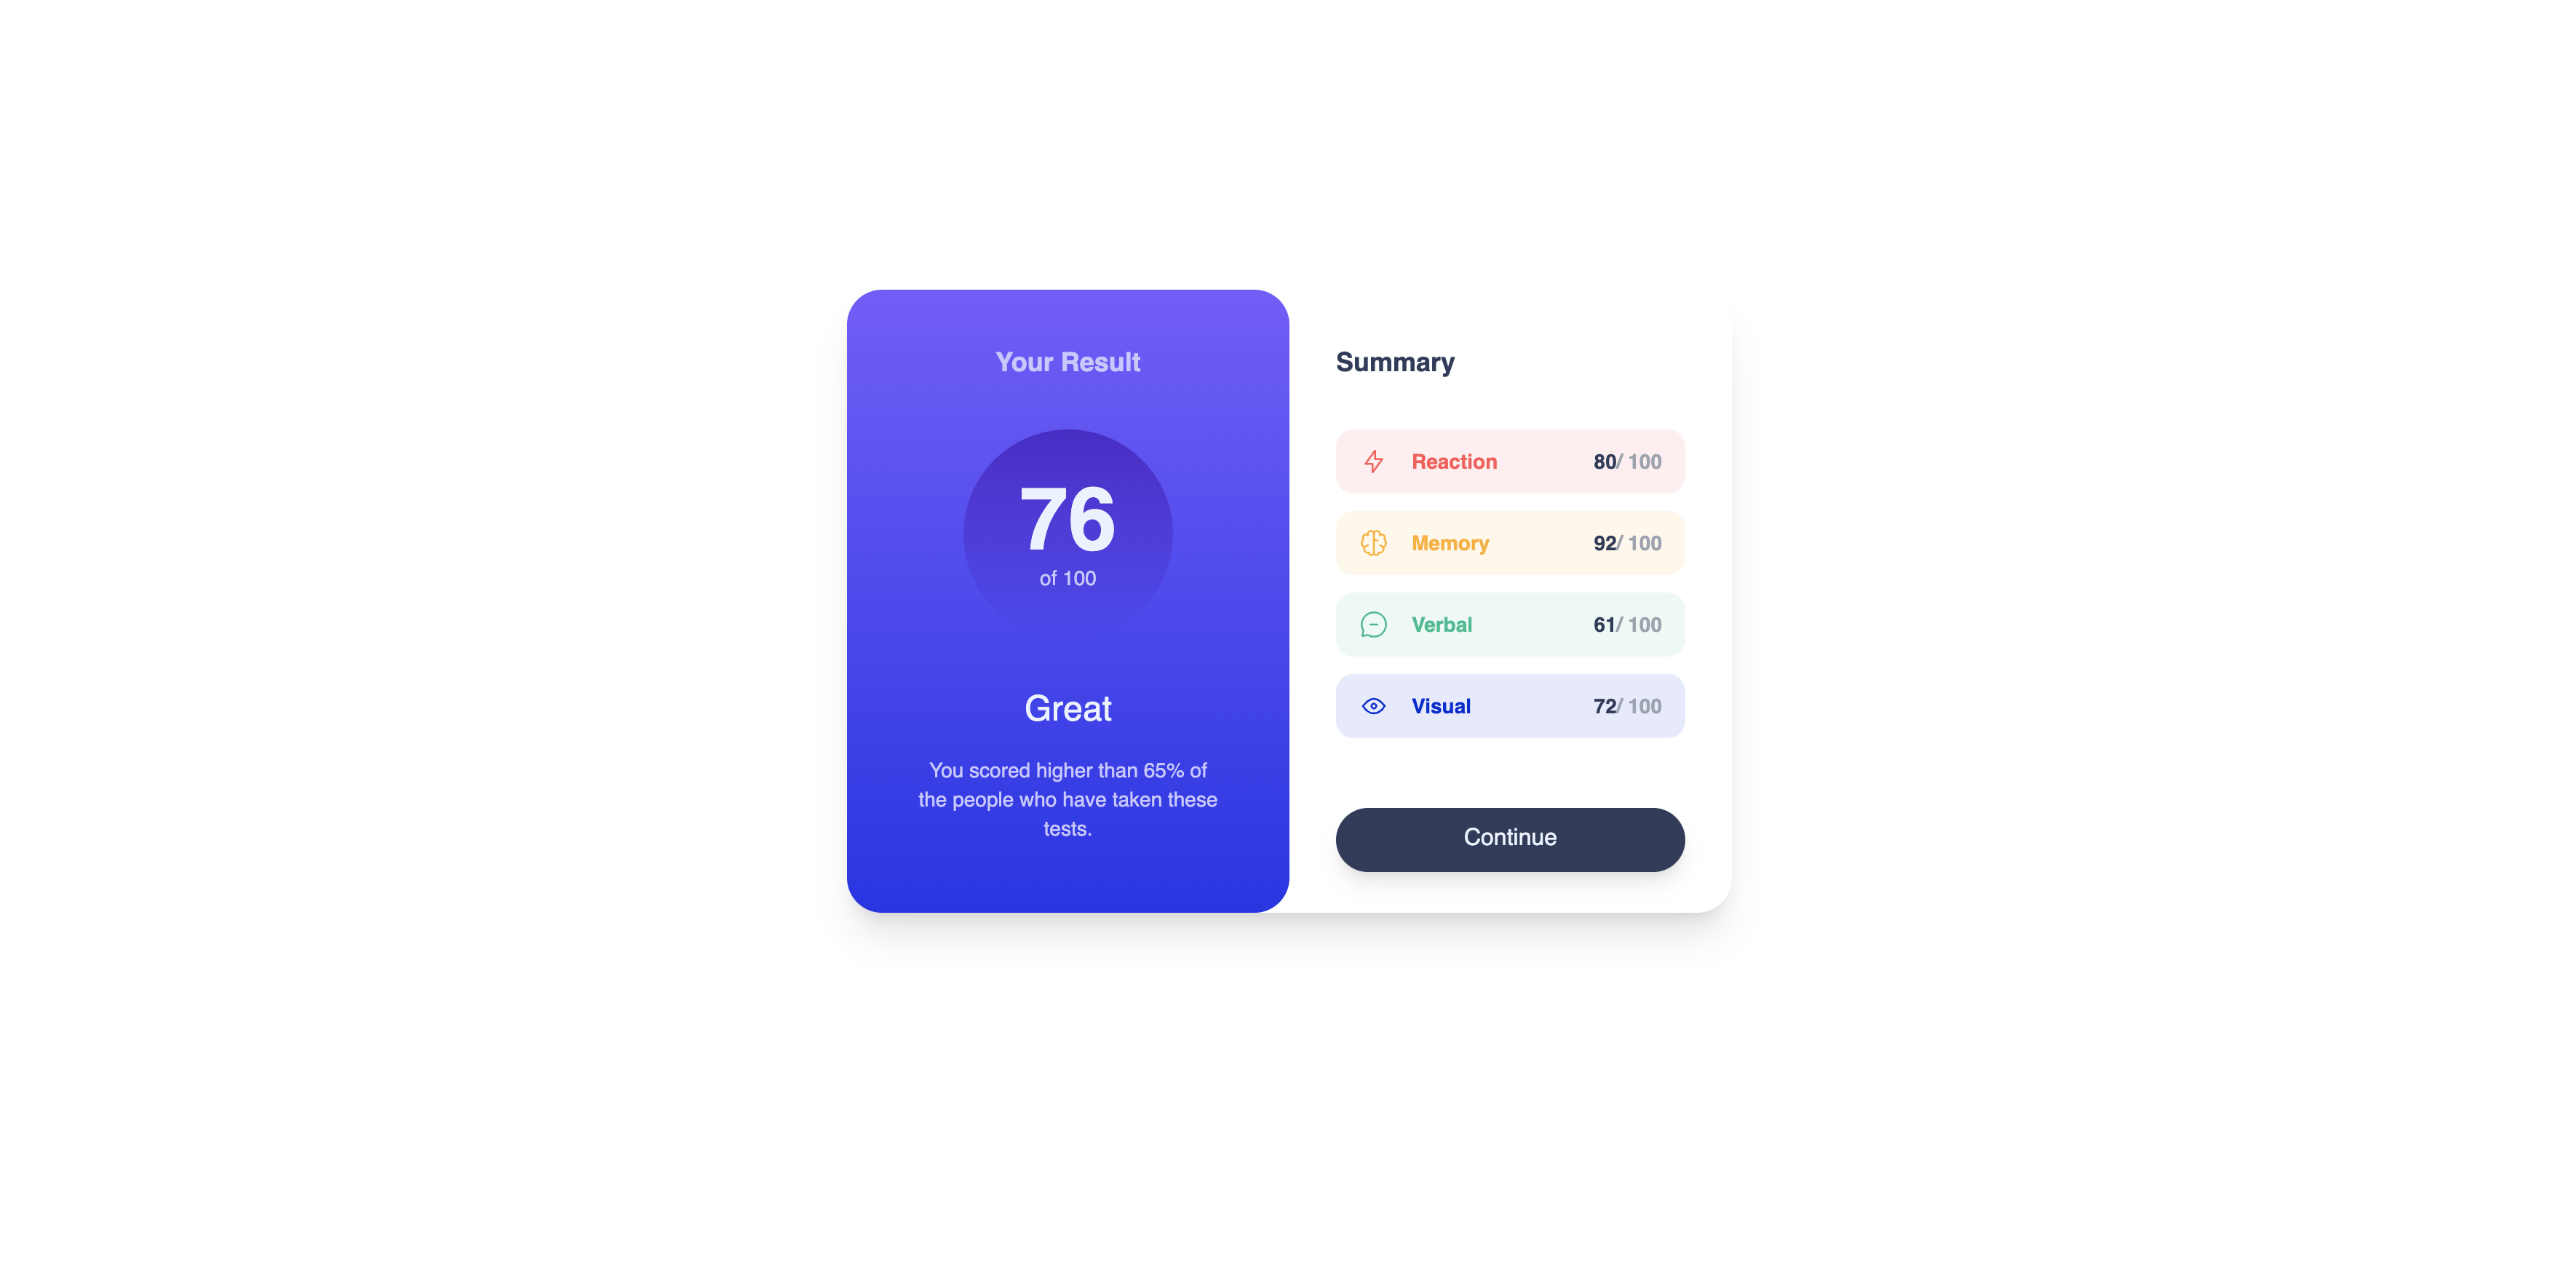 Your Result
76
of 100
Great
You scored higher than 65% of
the people who have taken these
tests.
Summary
Reaction 80/ 100
Memory 92/ 100
Verbal 61/ 100
Visual 72/ 100
Continue